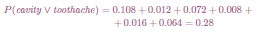 P(cavity ∨ toothache) = 0.108 + 0.012 + 0.072 + 0.008 +
+ 0.016 + 0.064 = 0.28